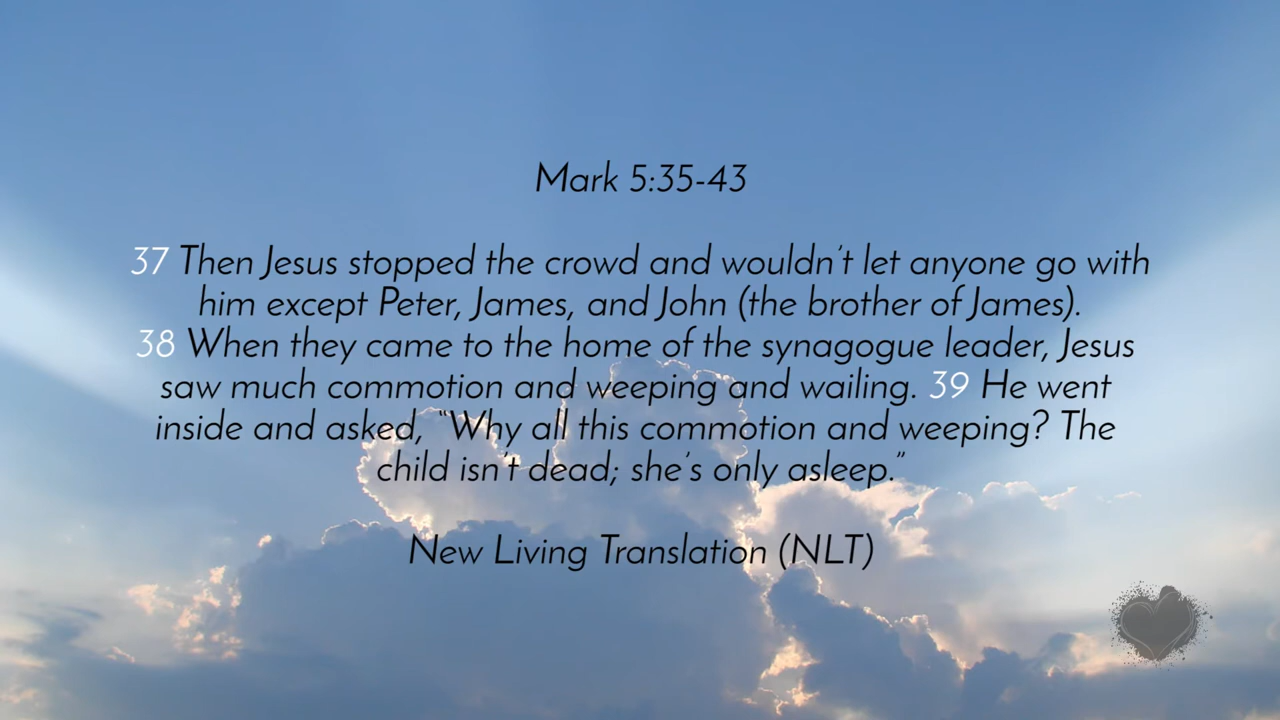 Mark 5:35-43
37 Then Jesus stopped the crowd and wouldn't let anyone go with
him except Peter, James, and John (the brother of James).
38 When they came to the home of the synagogue leader, Jesus
saw much commotion and weeping and wailing. 39 He went
inside and asked, “Why all this commotion and weeping? The
child isn't dead; she's only asleep.”
New Living Translation (NLT)